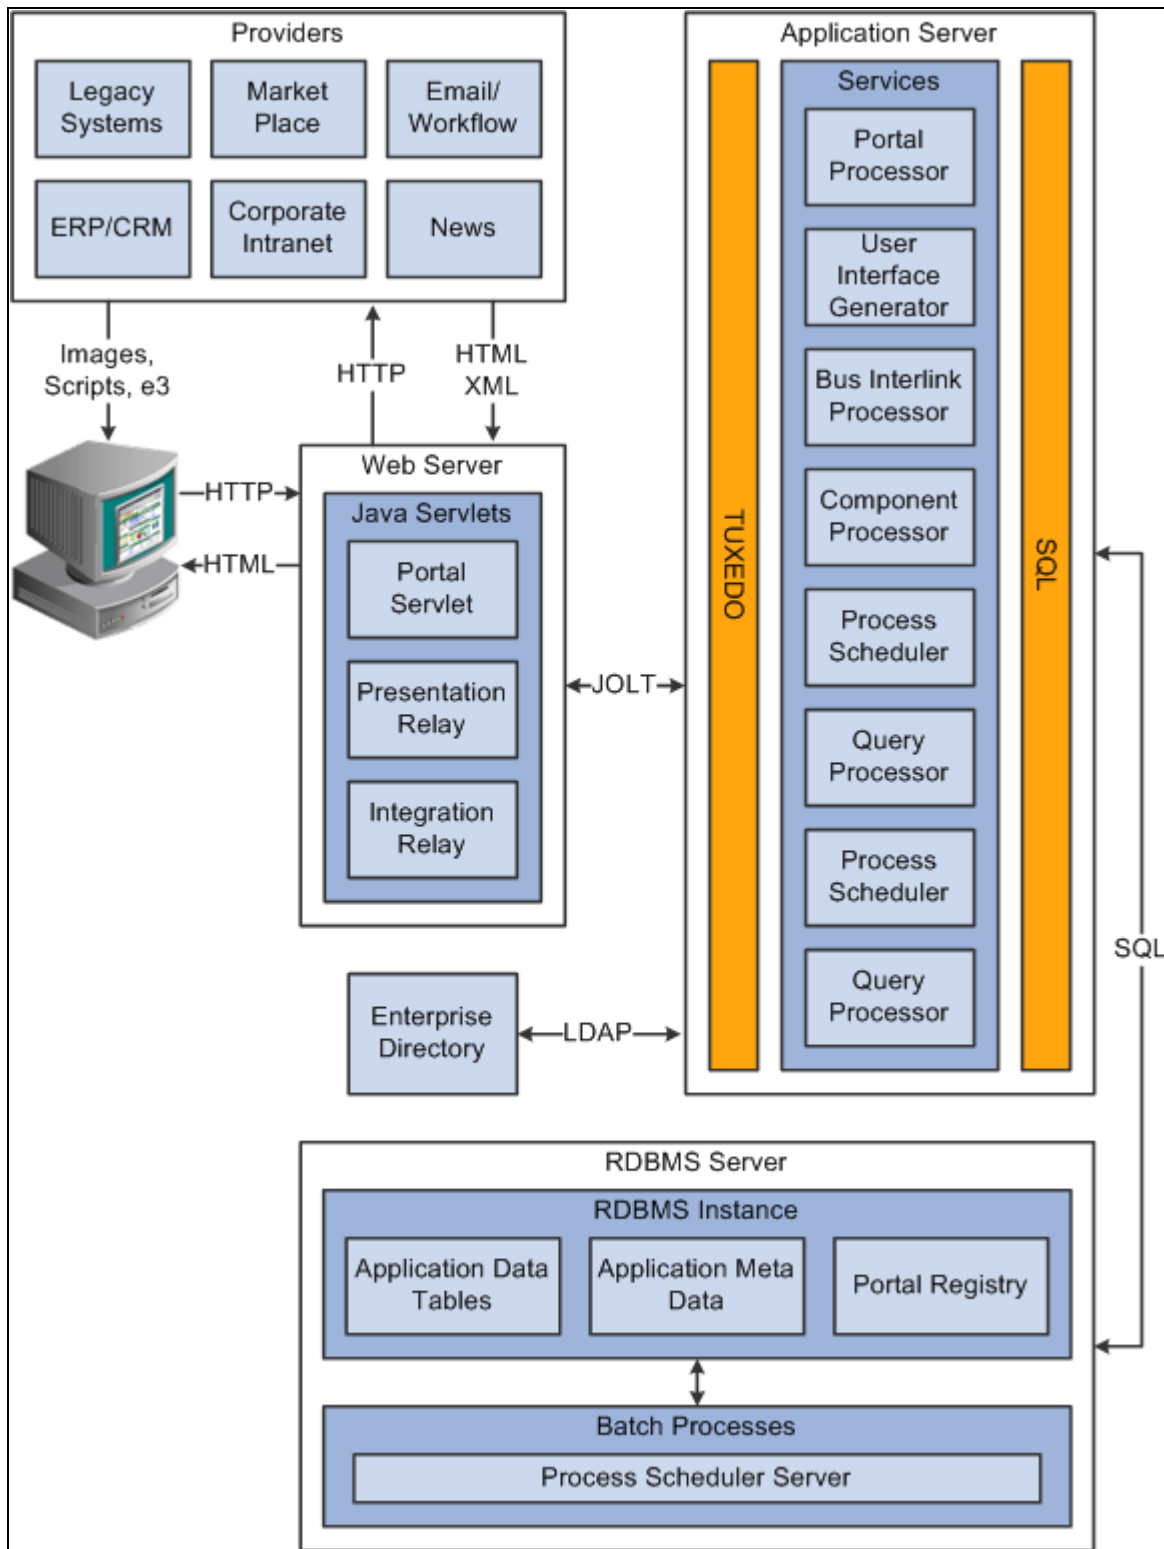 Providers
Legacy
Systems
Market
Place
Email/
Workflow
ERP/CRM
Corporate
Intranet
News
Images,
Scripts, e3
HTTP
HTML
XML
HTTP
HTML
Web Server
Java Servlets
Portal
Servlet
Presentation
Relay
Integration
Relay
JOLT
Enterprise
Directory
LDAP
Application Server
TUXEDO
Services
Portal
Processor
User
Interface
Generator
Bus Interlink
Processor
Component
Processor
Process
Scheduler
Query
Processor
Process
Scheduler
Query
Processor
SQL
SQL
RDBMS Server
RDBMS Instance
Application Data
Tables
Application Meta
Data
Portal Registry
Batch Processes
Process Scheduler Server